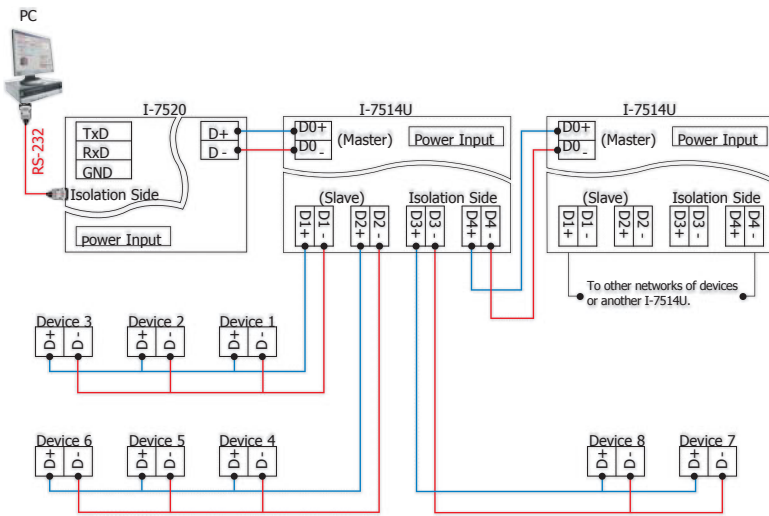 PC
RS-232
I-7520
TxD
RxD
GND
D+
D -
Isolation Side
power Input
I-7514U
D0+
D0 -
(Master)
Power Input
(Slave)
Isolation Side
D1+
D1 -
D2+
D2 -
D3+
D3 -
D4+
D4 -
I-7514U
D0+
D0 -
(Master)
Power Input
(Slave)
Isolation Side
D1+
D1 -
D2+
D2 -
D3+
D3 -
D4+
D4 -
To other networks of devices
or another I-7514U.
Device 3
D+
D -
Device 2
D+
D -
Device 1
D+
D -
Device 6
D+
D -
Device 5
D+
D -
Device 4
D+
D -
Device 8
D+
D -
Device 7
D+
D -